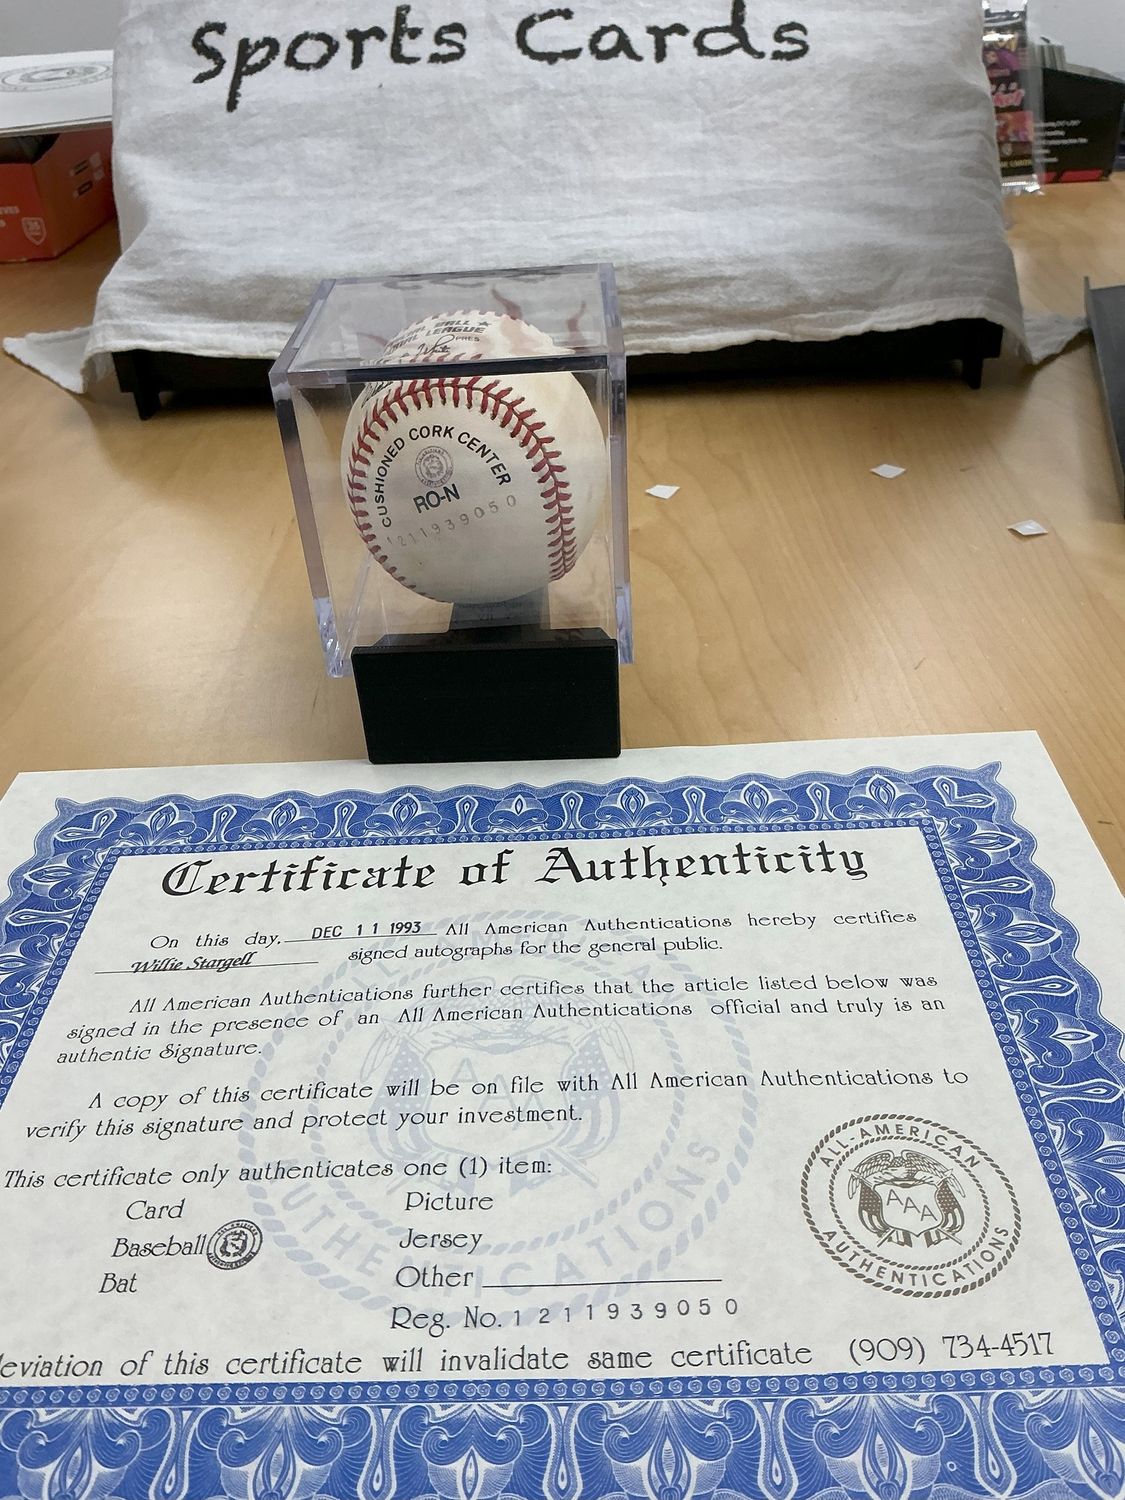 Sports Cards
BALL ★
LEAGUE
PRES
CUSHIONED CORK CENTER
RO-N
1211939050
Certificate of Authenticity
On this day, DEC 11 1993 All American Authentications hereby certifies
Willie Stargell signed autographs for the general public.
All American Authentications further certifies that the article listed below was
signed in the presence of an All American Authentications official and truly is an
authentic Signature.
A copy of this certificate will be on file with All American Authentications to
verify this signature and protect your investment.
This certificate only authenticates one (1) item:
Card Picture
Baseball Jersey
Bat Other
Reg. No. 1211939050
ALL-AMERICAN
AAA
AUTHENTICATIONS
eviation of this certificate will invalidate same certificate (909) 734-4517